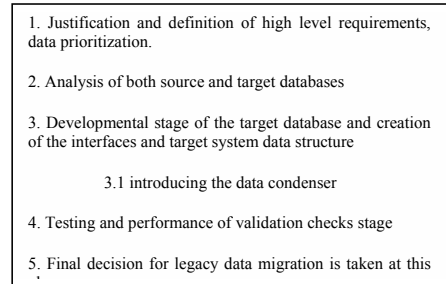 1. Justification and definition of high level requirements,
data prioritization.
2. Analysis of both source and target databases
3. Developmental stage of the target database and creation
of the interfaces and target system data structure
3.1 introducing the data condenser
4. Testing and performance of validation checks stage
5. Final decision for legacy data migration is taken at this